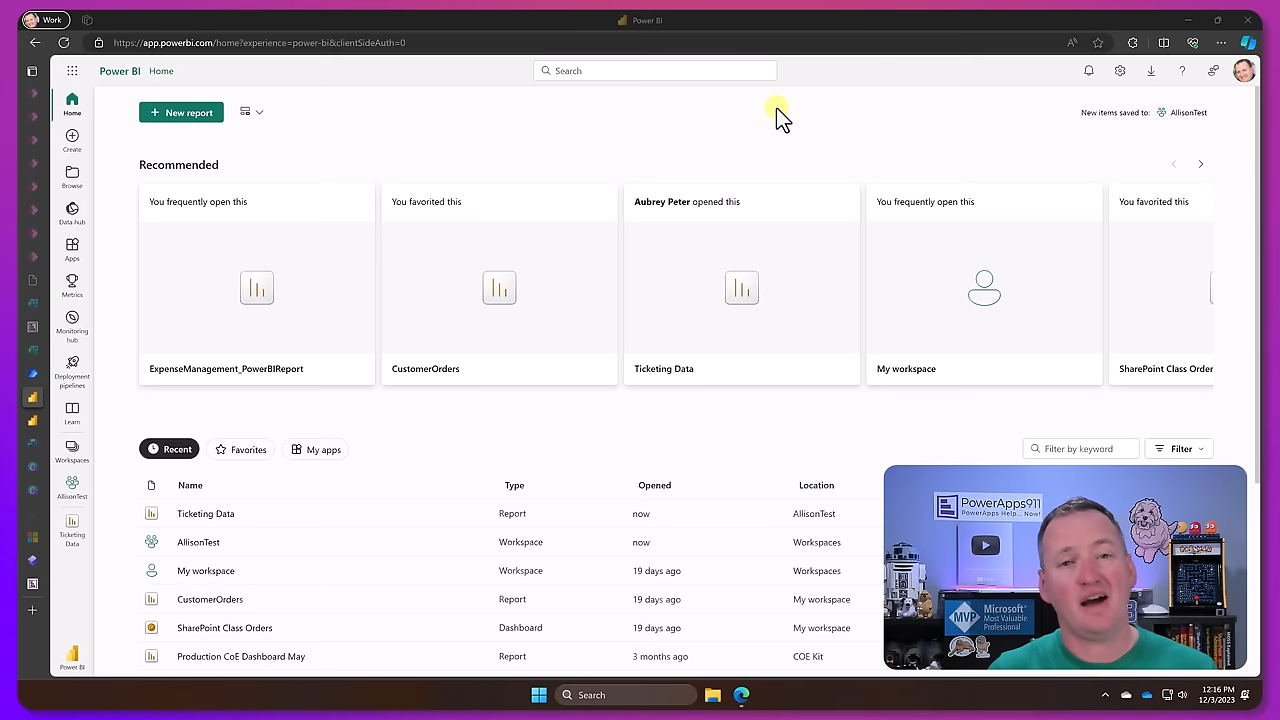 Work
Power BI
https://app.powerbi.com/home?experience=power-bi&clientSideAuth=0
Power BI Home
Search
Home
Create
Browse
Data hub
Apps
Metrics
Monitoring
hub
Deployment
pipelines
Learn
Workspaces
AllisonTest
Ticketing
Data
Power BI
+ New report
New items saved to: AllisonTest
Recommended
You frequently open this
You favorited this
Aubrey Peter opened this
You frequently open this
You favorited this
ExpenseManagement_PowerBIReport
CustomerOrders
Ticketing Data
My workspace
SharePoint Class Order
Recent
Favorites
My apps
Filter by keyword
Filter
Name Type Opened Location
Ticketing Data Report now AllisonTest
AllisonTest Workspace now Workspaces
My workspace Workspace 19 days ago Workspaces
CustomerOrders Report 19 days ago My workspace
SharePoint Class Orders Dashboard 19 days ago My workspace
Production CoE Dashboard May Report 3 months ago COE Kit
PowerApps911
PowerApps Help... Now!
MVP
Microsoft
Most Valuable
Professional
Search
12:16 PM
12/3/2023